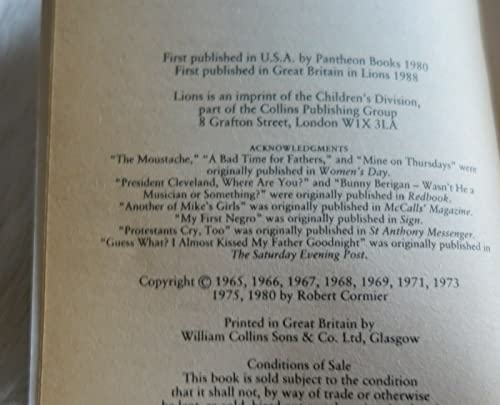 First published in U.S.A. by Pantheon Books 1980
First published in Great Britain in Lions 1988
Lions is an imprint of the Children's Division,
part of the Collins Publishing Group
8 Grafton Street, London W1X 3LA
ACKNOWLEDGMENTS
"The Moustache," "A Bad Time for Fathers," and "Mine on Thursdays" were
originally published in Women's Day.
"President Cleveland, Where Are You?" and "Bunny Berigan – Wasn't He a
Musician or Something?" were originally published in Redbook.
"Another of Mike's Girls" was originally published in McCalls' Magazine.
"My First Negro" was originally published in Sign.
"Protestants Cry, Too" was originally published in St Anthony Messenger.
"Guess What? I Almost Kissed My Father Goodnight" was originally published in
The Saturday Evening Post.
Copyright © 1965, 1966, 1967, 1968, 1969, 1971, 1973
1975, 1980 by Robert Cormier
Printed in Great Britain by
William Collins Sons & Co. Ltd, Glasgow
Conditions of Sale
This book is sold subject to the condition
that it shall not, by way of trade or otherwise